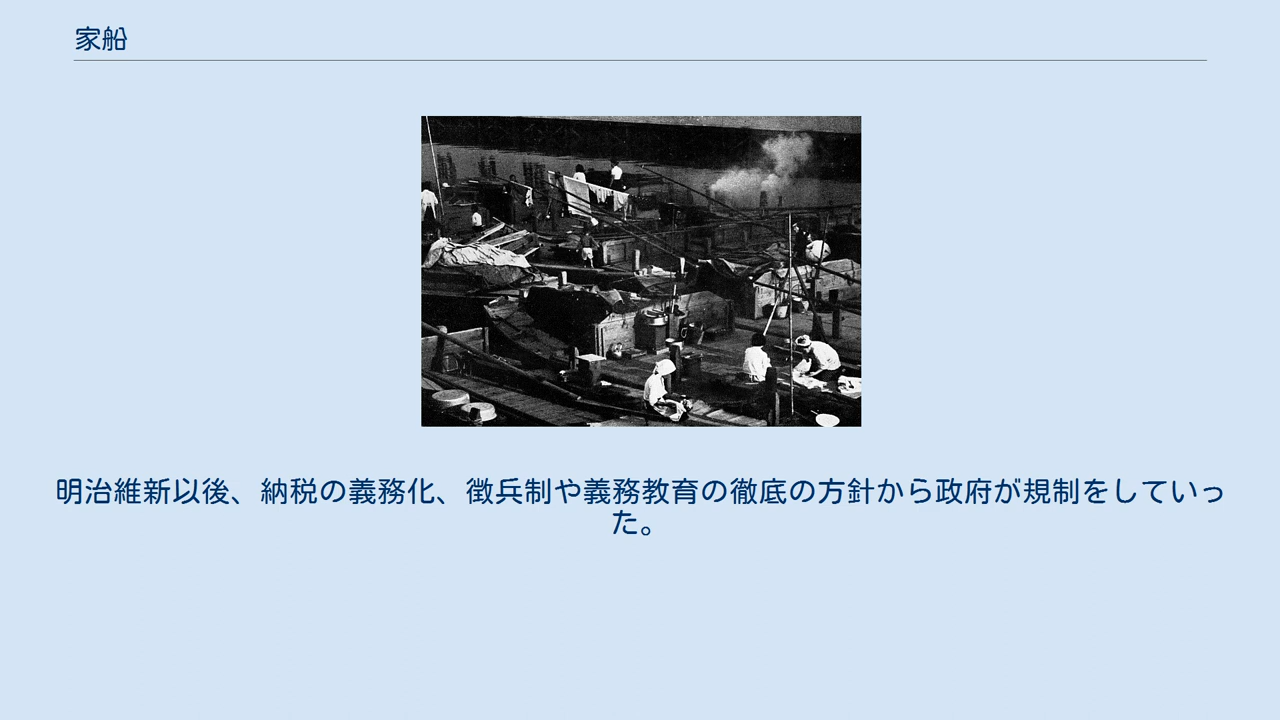 家船
明治維新以後、納税の義務化、徴兵制や義務教育の徹底の方針から政府が規制をしていっ
た。